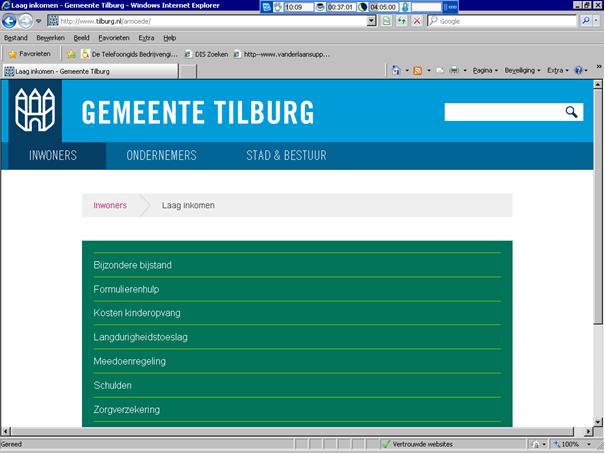 Laag inkomen - Gemeente Tilburg - Windows Internet Explorer
10:09 00:37:01 04:05:00
http://www.tilburg.nl/armoede/
Google
Bestand Bewerken Beeld Favorieten Extra Help
Favorieten De Telefoongids Bedrijvengi... DIS Zoeken http--www.vanderlaansupp...
Laag inkomen - Gemeente Tilburg
Pagina Beveiliging Extra
GEMEENTE TILBURG
INWONERS ONDERNEMERS STAD & BESTUUR
Inwoners Laag inkomen
Bijzondere bijstand
Formulierenhulp
Kosten kinderopvang
Langdurigheidstoeslag
Meedoenregeling
Schulden
Zorgverzekering
Gereed Vertrouwde websites 100%